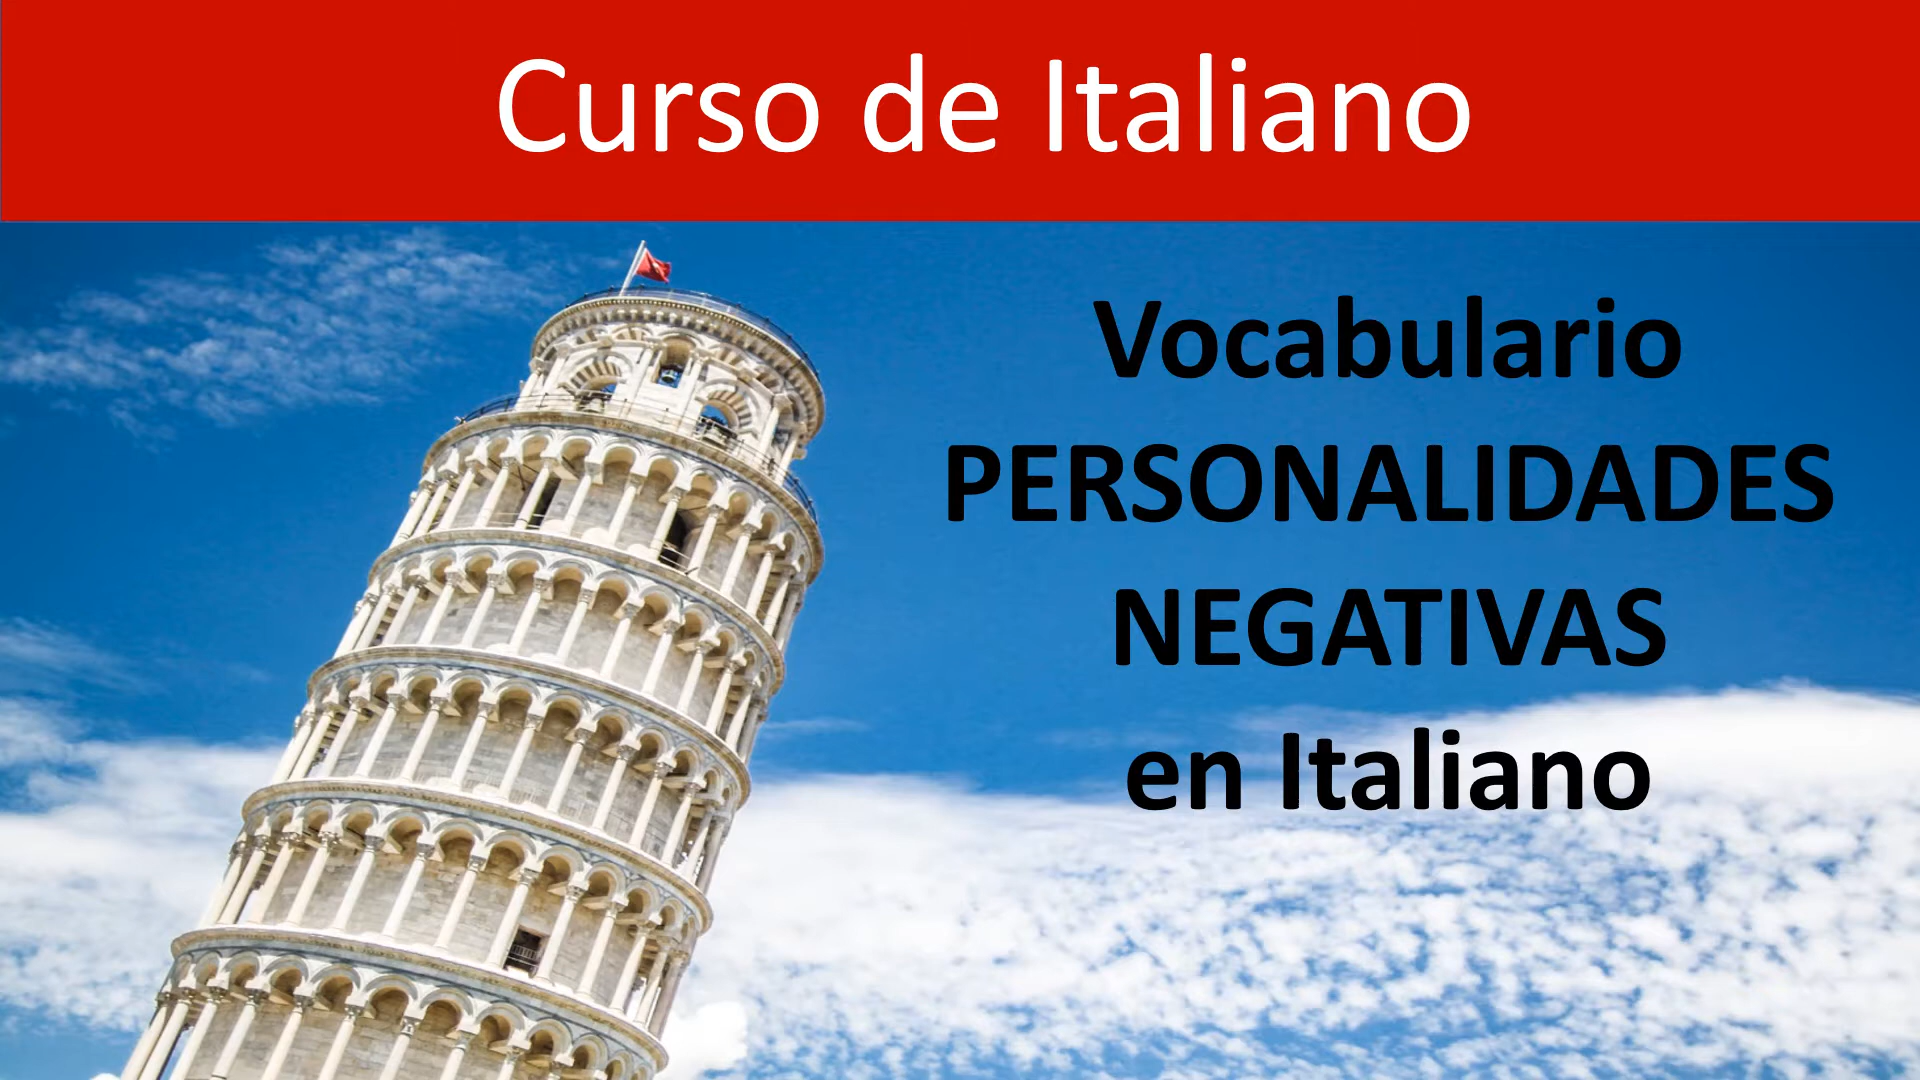 Curso de Italiano
Vocabulario
PERSONALIDADES
NEGATIVAS
en Italiano